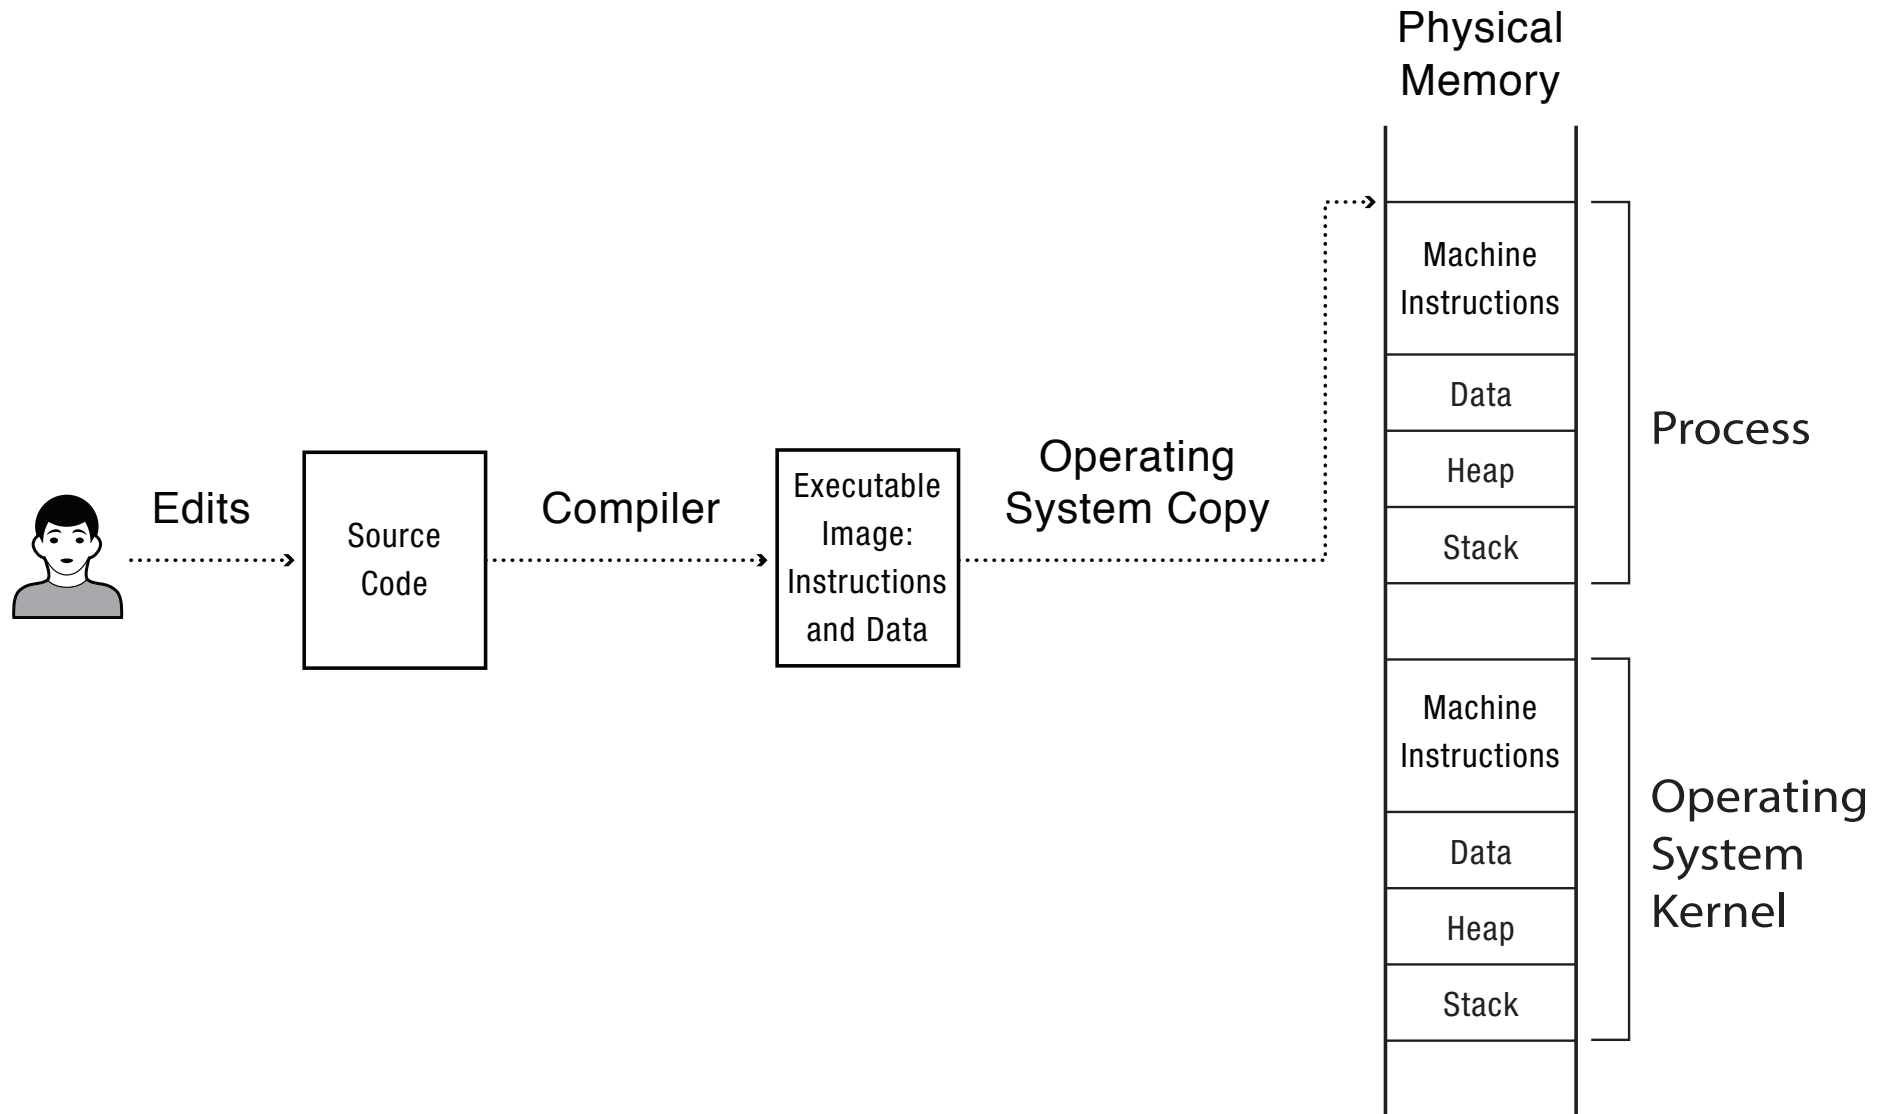 Physical
Memory
Edits
Source
Code
Compiler
Executable
Image:
Instructions
and Data
Operating
System Copy
Machine
Instructions
Data
Heap
Stack
Process
Machine
Instructions
Data
Heap
Stack
Operating
System
Kernel